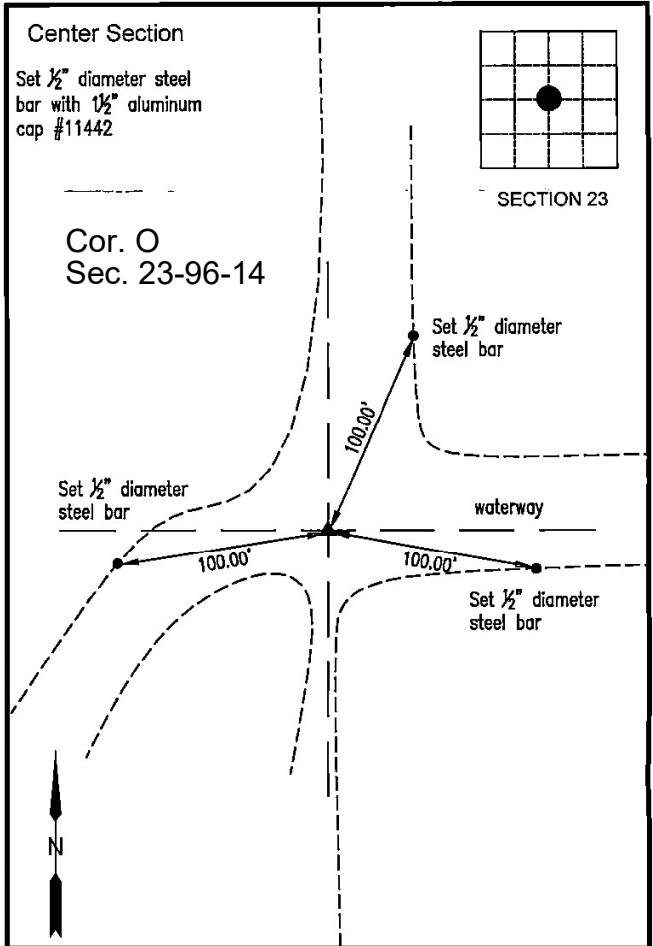 Center Section
Set ½" diameter steel
bar with 1½" aluminum
cap #11442
SECTION 23
Cor. O
Sec. 23-96-14
Set ½" diameter
steel bar
100.00'
Set ½" diameter
steel bar
waterway
100.00'
100.00'
Set ½" diameter
steel bar
N